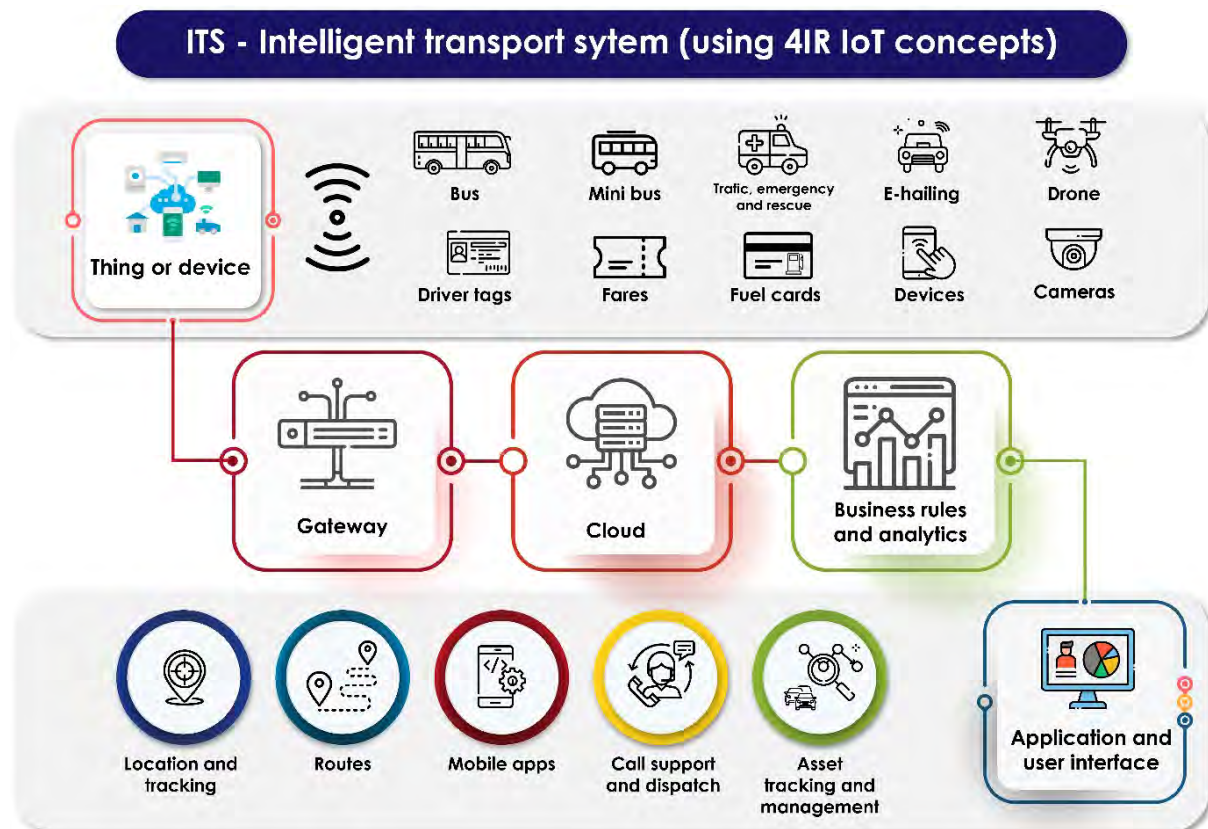 ITS - Intelligent transport sytem (using 4IR IoT concepts)
Thing or device
Bus
Mini bus
Trafic, emergency
and rescue
E-hailing
Drone
Driver tags
Fares
Fuel cards
Devices
Cameras
Gateway
Cloud
Business rules
and analytics
Location and
tracking
Routes
Mobile apps
Call support
and dispatch
Asset
tracking and
management
Application and
user interface